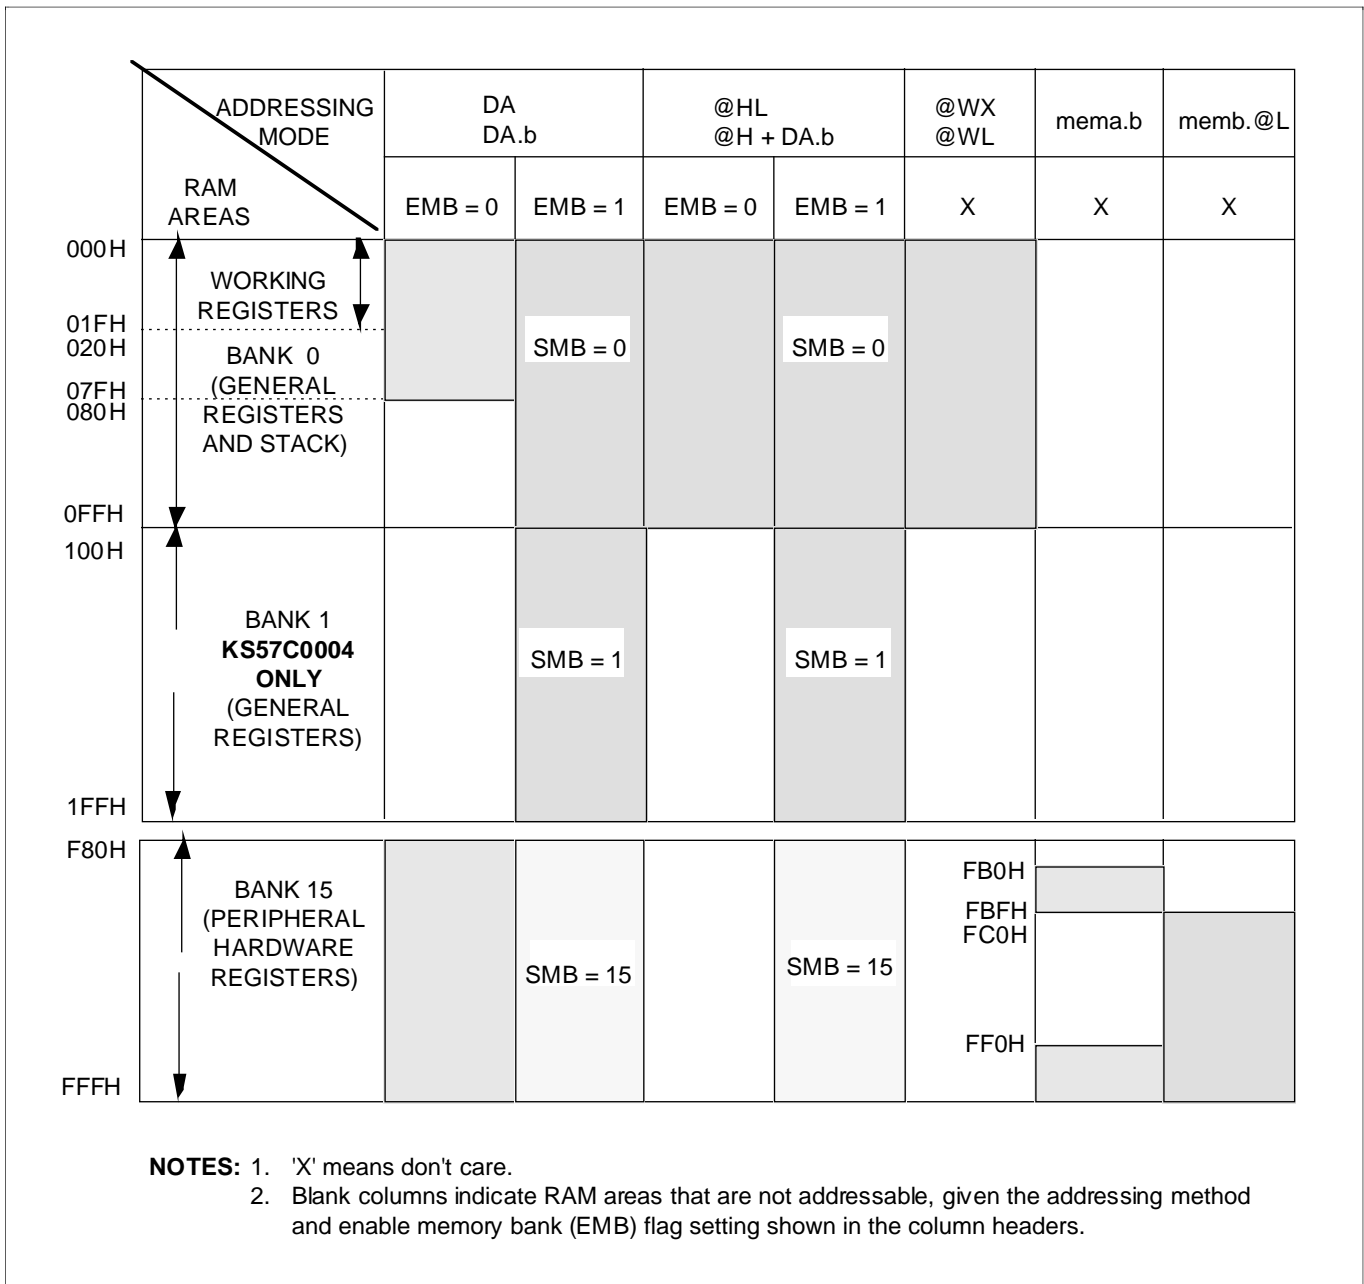 ADDRESSING
MODE
RAM
AREAS
DA
DA.b
@HL
@H + DA.b
@WX
@WL
mema.b
memb.@L
EMB = 0
EMB = 1
EMB = 0
EMB = 1
X
X
X
000H
WORKING
REGISTERS
01FH
020H
BANK 0
(GENERAL
REGISTERS
AND STACK)
07FH
080H
0FFH
SMB = 0
SMB = 0
100H
BANK 1
KS57C0004
ONLY
(GENERAL
REGISTERS)
1FFH
SMB = 1
SMB = 1
F80H
BANK 15
(PERIPHERAL
HARDWARE
REGISTERS)
FFFH
SMB = 15
SMB = 15
FB0H
FBFH
FC0H
FF0H
NOTES: 1. 'X' means don't care.
2. Blank columns indicate RAM areas that are not addressable, given the addressing method
and enable memory bank (EMB) flag setting shown in the column headers.